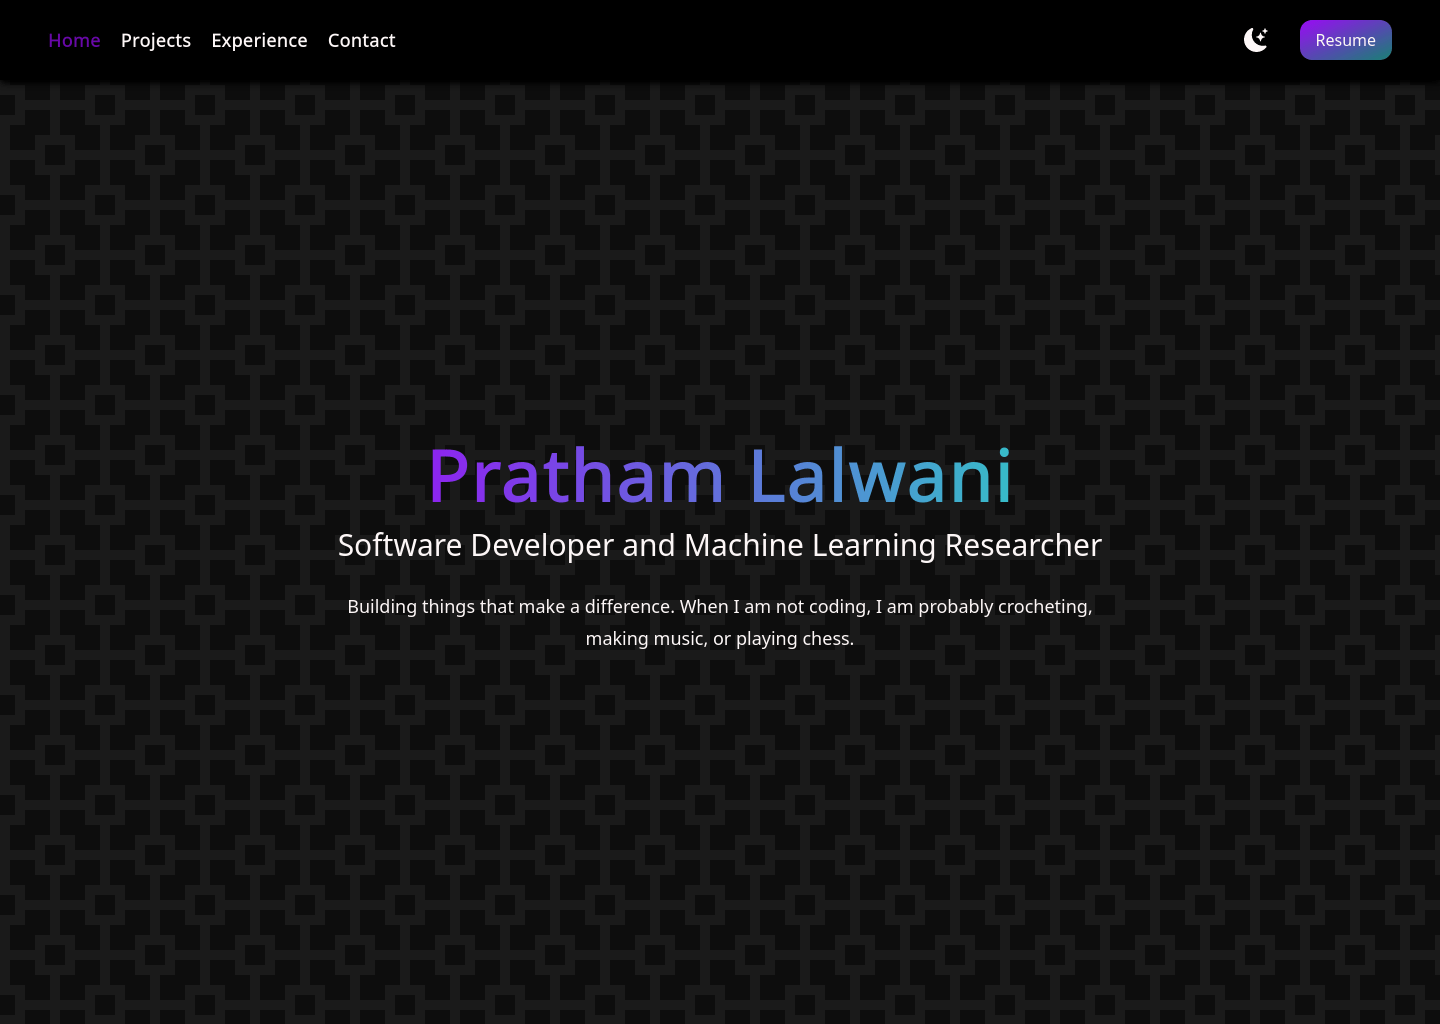 Home Projects Experience Contact Resume
Pratham Lalwani
Software Developer and Machine Learning Researcher
Building things that make a difference. When I am not coding, I am probably crocheting,
making music, or playing chess.